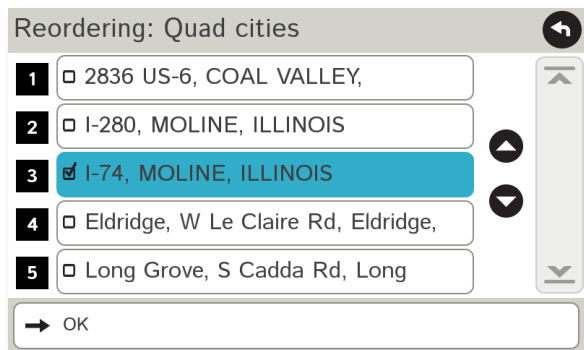 Reordering: Quad cities
1 2836 US-6, COAL VALLEY,
2 I-280, MOLINE, ILLINOIS
3 I-74, MOLINE, ILLINOIS
4 Eldridge, W Le Claire Rd, Eldridge,
5 Long Grove, S Cadda Rd, Long
OK